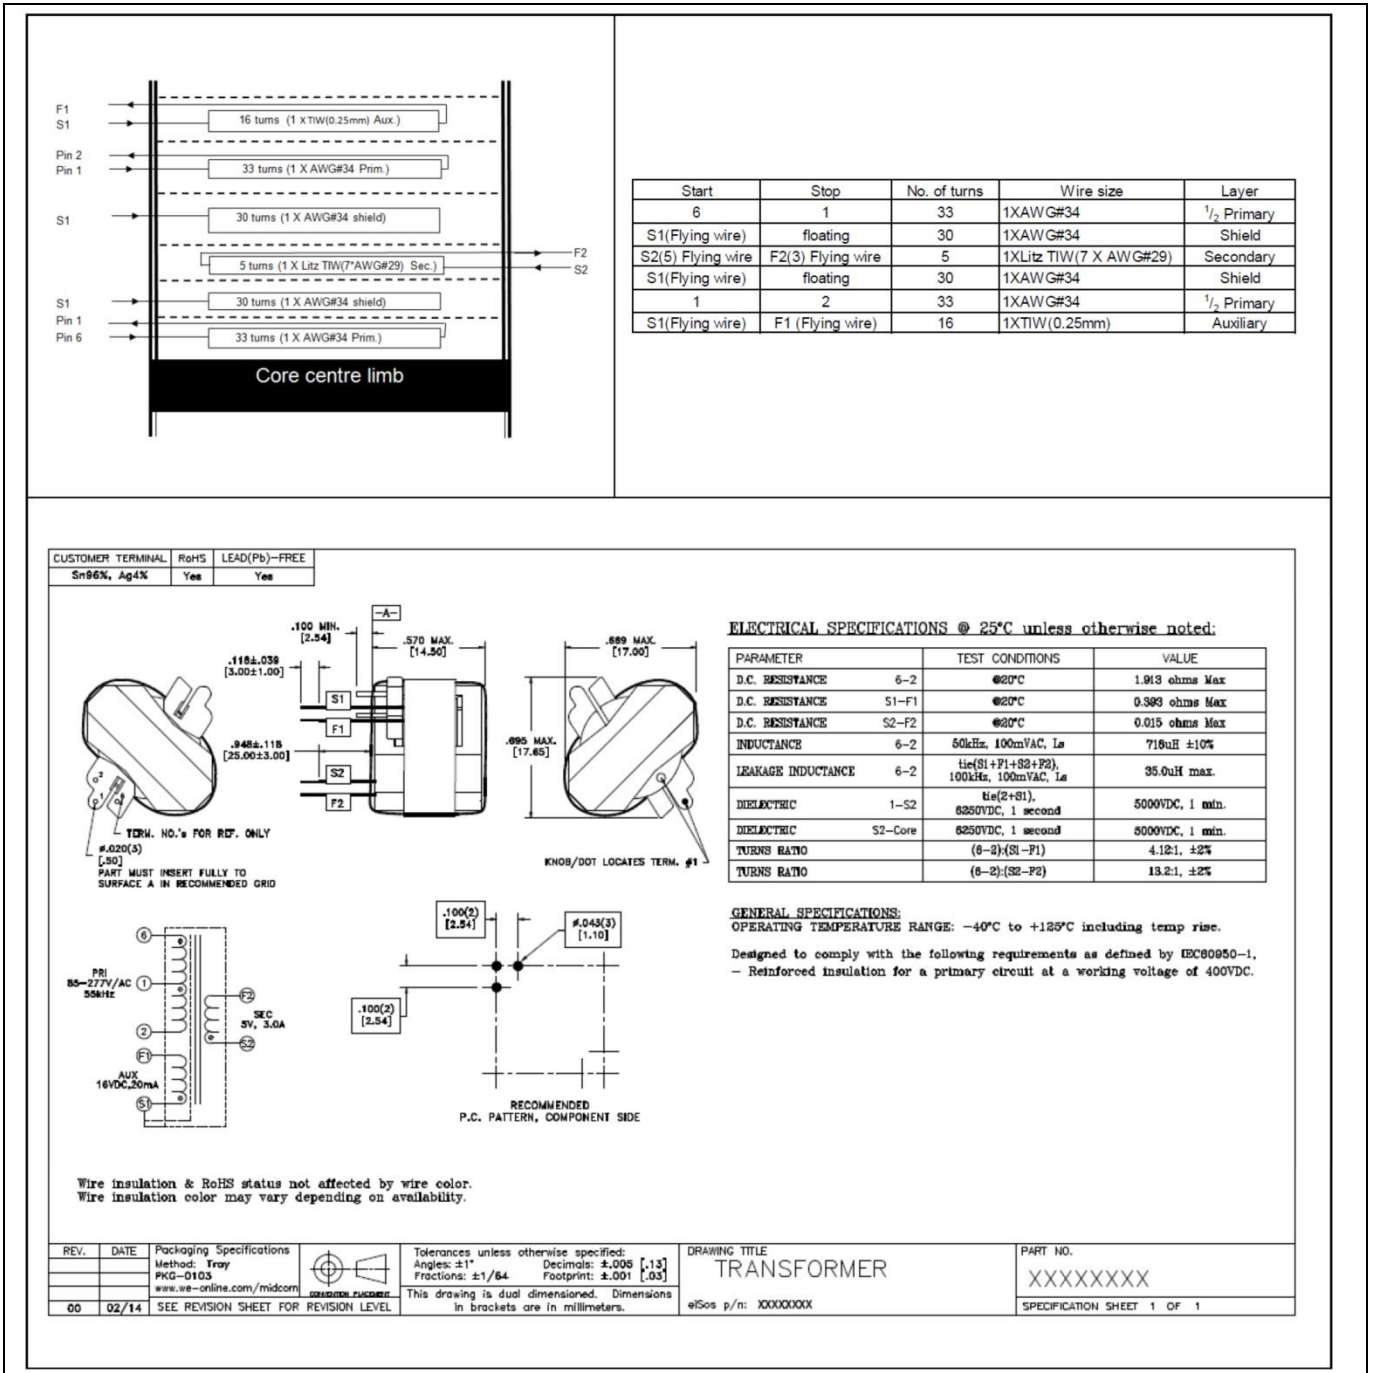 F1
S1
16 turns (1 X TIW(0.25mm) Aux.)
Pin 2
Pin 1
33 turns (1 X AWG#34 Prim.)
S1
30 turns (1 X AWG#34 shield)
F2
S2
5 turns (1 X Litz TIW(7*AWG#29) Sec.)
S1
30 turns (1 X AWG#34 shield)
Pin 1
Pin 6
33 turns (1 X AWG#34 Prim.)
Core centre limb
Start Stop No. of turns Wire size Layer
6 1 33 1XAWG#34 1/2 Primary
S1(Flying wire) floating 30 1XAWG#34 Shield
S2(5) Flying wire F2(3) Flying wire 5 1XLitz TIW(7 X AWG#29) Secondary
S1(Flying wire) floating 30 1XAWG#34 Shield
1 2 33 1XAWG#34 1/2 Primary
S1(Flying wire) F1 (Flying wire) 16 1XTIW(0.25mm) Auxiliary
CUSTOMER TERMINAL RoHS LEAD(Pb)-FREE
Sn96%, Ag4% Yes Yes
-A-
.100 MIN.
[2.54]
.570 MAX.
[14.50]
.669 MAX.
[17.00]
.118±.039
[3.00±1.00]
S1
F1
.948±.118
[25.00±3.00]
S2
F2
.695 MAX.
[17.65]
2
1
6
TERM. NO.'s FOR REF. ONLY
ø.020(3)
[.50]
PART MUST INSERT FULLY TO
SURFACE A IN RECOMMENDED GRID
KNOB/DOT LOCATES TERM. #1
ELECTRICAL SPECIFICATIONS @ 25°C unless otherwise noted:
PARAMETER TEST CONDITIONS VALUE
D.C. RESISTANCE 6-2 @20°C 1.913 ohms Max
D.C. RESISTANCE S1-F1 @20°C 0.393 ohms Max
D.C. RESISTANCE S2-F2 @20°C 0.015 ohms Max
INDUCTANCE 6-2 50kHz, 100mVAC, Ls 718uH ±10%
LEAKAGE INDUCTANCE 6-2 tie(S1+F1+S2+F2), 100kHz, 100mVAC, Ls 35.0uH max.
DIELECTRIC 1-S2 tie(2+S1), 6250VDC, 1 second 5000VDC, 1 min.
DIELECTRIC S2-Core 6250VDC, 1 second 5000VDC, 1 min.
TURNS RATIO (6-2):(S1-F1) 4.12:1, ±2%
TURNS RATIO (6-2):(S2-F2) 13.2:1, ±2%
GENERAL SPECIFICATIONS:
OPERATING TEMPERATURE RANGE: -40°C to +125°C including temp rise.
Designed to comply with the following requirements as defined by IEC60950-1,
- Reinforced insulation for a primary circuit at a working voltage of 400VDC.
6
PRI
85-277V/AC
55kHz
1
2
F2
SEC
5V, 3.0A
S2
F1
AUX
16VDC,20mA
S1
.100(2)
[2.54]
ø.043(3)
[1.10]
.100(2)
[2.54]
RECOMMENDED
P.C. PATTERN, COMPONENT SIDE
Wire insulation & RoHS status not affected by wire color.
Wire insulation color may vary depending on availability.
REV. DATE
00 02/14
Packaging Specifications
Method: Tray
PKG-0103
www.we-online.com/midcom
CONVENTION PLACEMENT
SEE REVISION SHEET FOR REVISION LEVEL
Tolerances unless otherwise specified:
Angles: ±1° Decimals: ±.005 [.13]
Fractions: ±1/64 Footprint: ±.001 [.03]
This drawing is dual dimensioned. Dimensions
in brackets are in millimeters.
DRAWING TITLE
TRANSFORMER
eiSos p/n: XXXXXXXX
PART NO.
XXXXXXXX
SPECIFICATION SHEET 1 OF 1